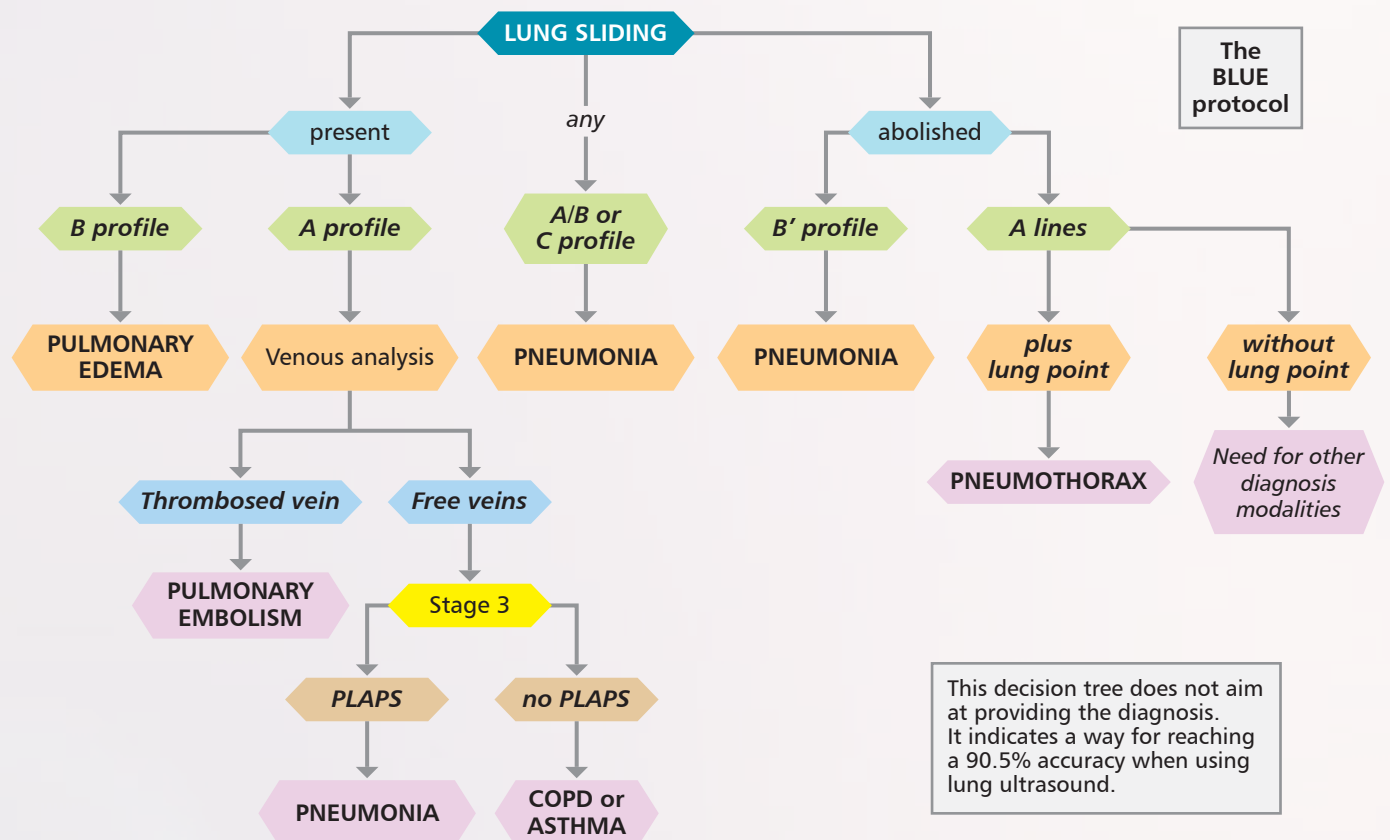 LUNG SLIDING
The
BLUE
protocol
present
any
abolished
B profile
A profile
A/B or
C profile
B’ profile
A lines
PULMONARY
EDEMA
Venous analysis
PNEUMONIA
PNEUMONIA
plus
lung point
without
lung point
Thrombosed vein
Free veins
PNEUMOTHORAX
Need for other
diagnosis
modalities
PULMONARY
EMBOLISM
Stage 3
PLAPS
no PLAPS
PNEUMONIA
COPD or
ASTHMA
This decision tree does not aim
at providing the diagnosis.
It indicates a way for reaching
a 90.5% accuracy when using
lung ultrasound.